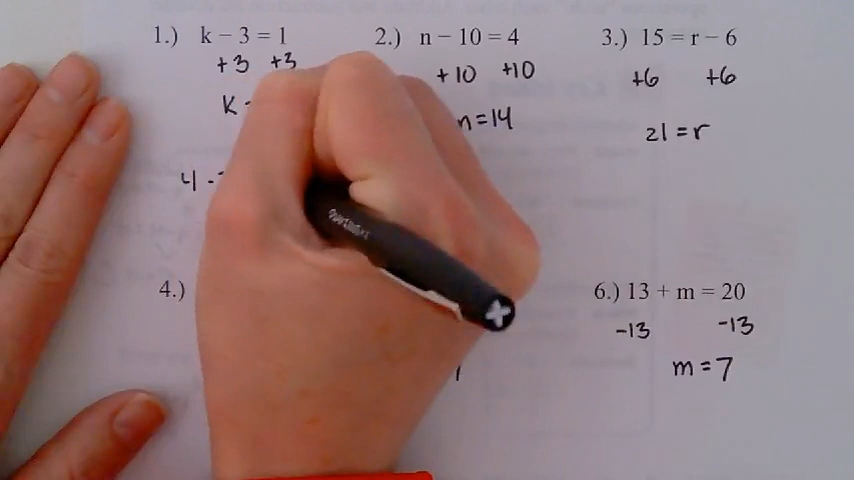 1.) k − 3 = 1 2.) n − 10 = 4 3.) 15 = r − 6
+3 +3 +10 +10 +6 +6
K n = 14 21 = r
4 -
4.) 6.) 13 + m = 20
-13 -13
m = 7